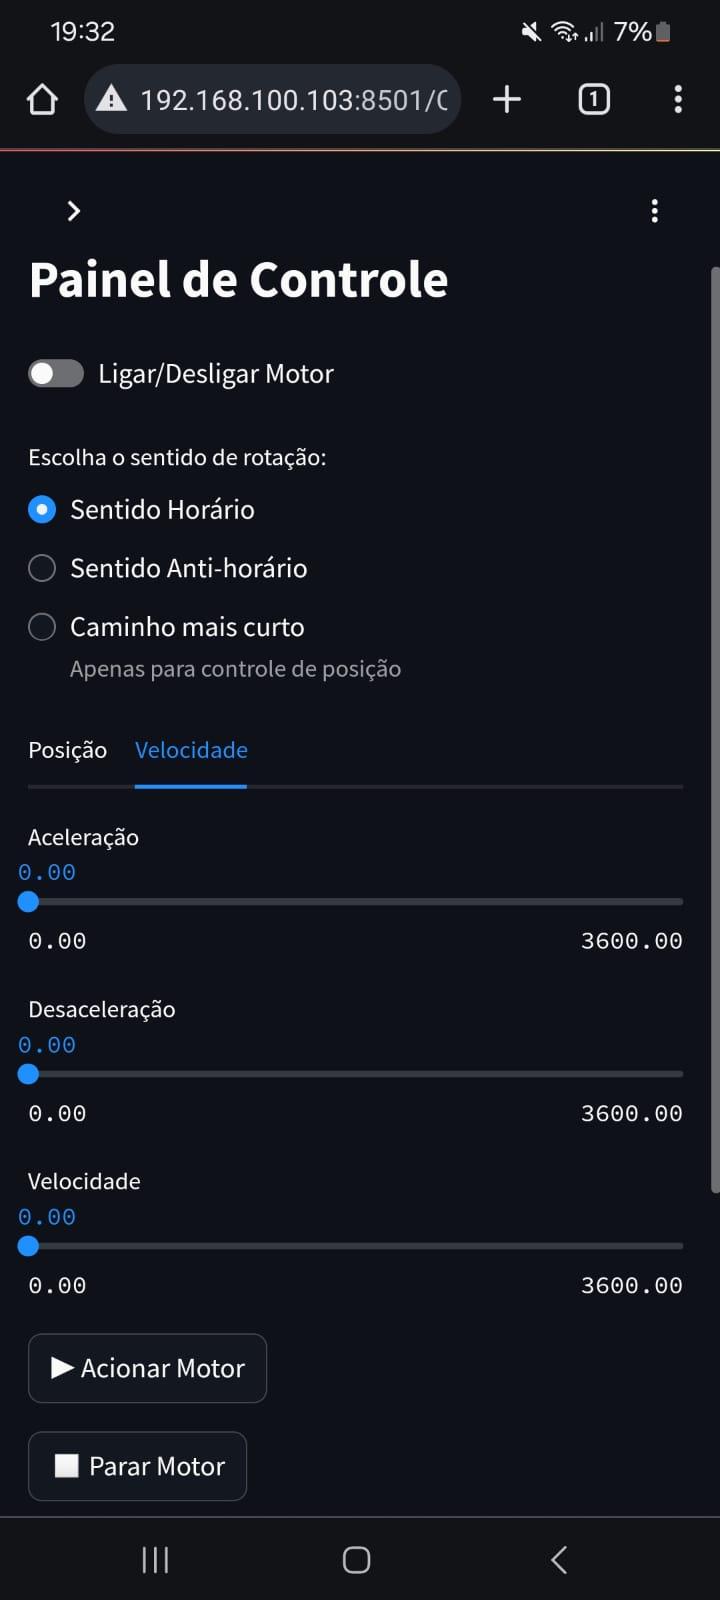 19:32
7%
192.168.100.103:8501/C
1
Painel de Controle
Ligar/Desligar Motor
Escolha o sentido de rotação:
Sentido Horário
Sentido Anti-horário
Caminho mais curto
Apenas para controle de posição
Posição Velocidade
Aceleração
0.00
0.00 3600.00
Desaceleração
0.00
0.00 3600.00
Velocidade
0.00
0.00 3600.00
Acionar Motor
Parar Motor